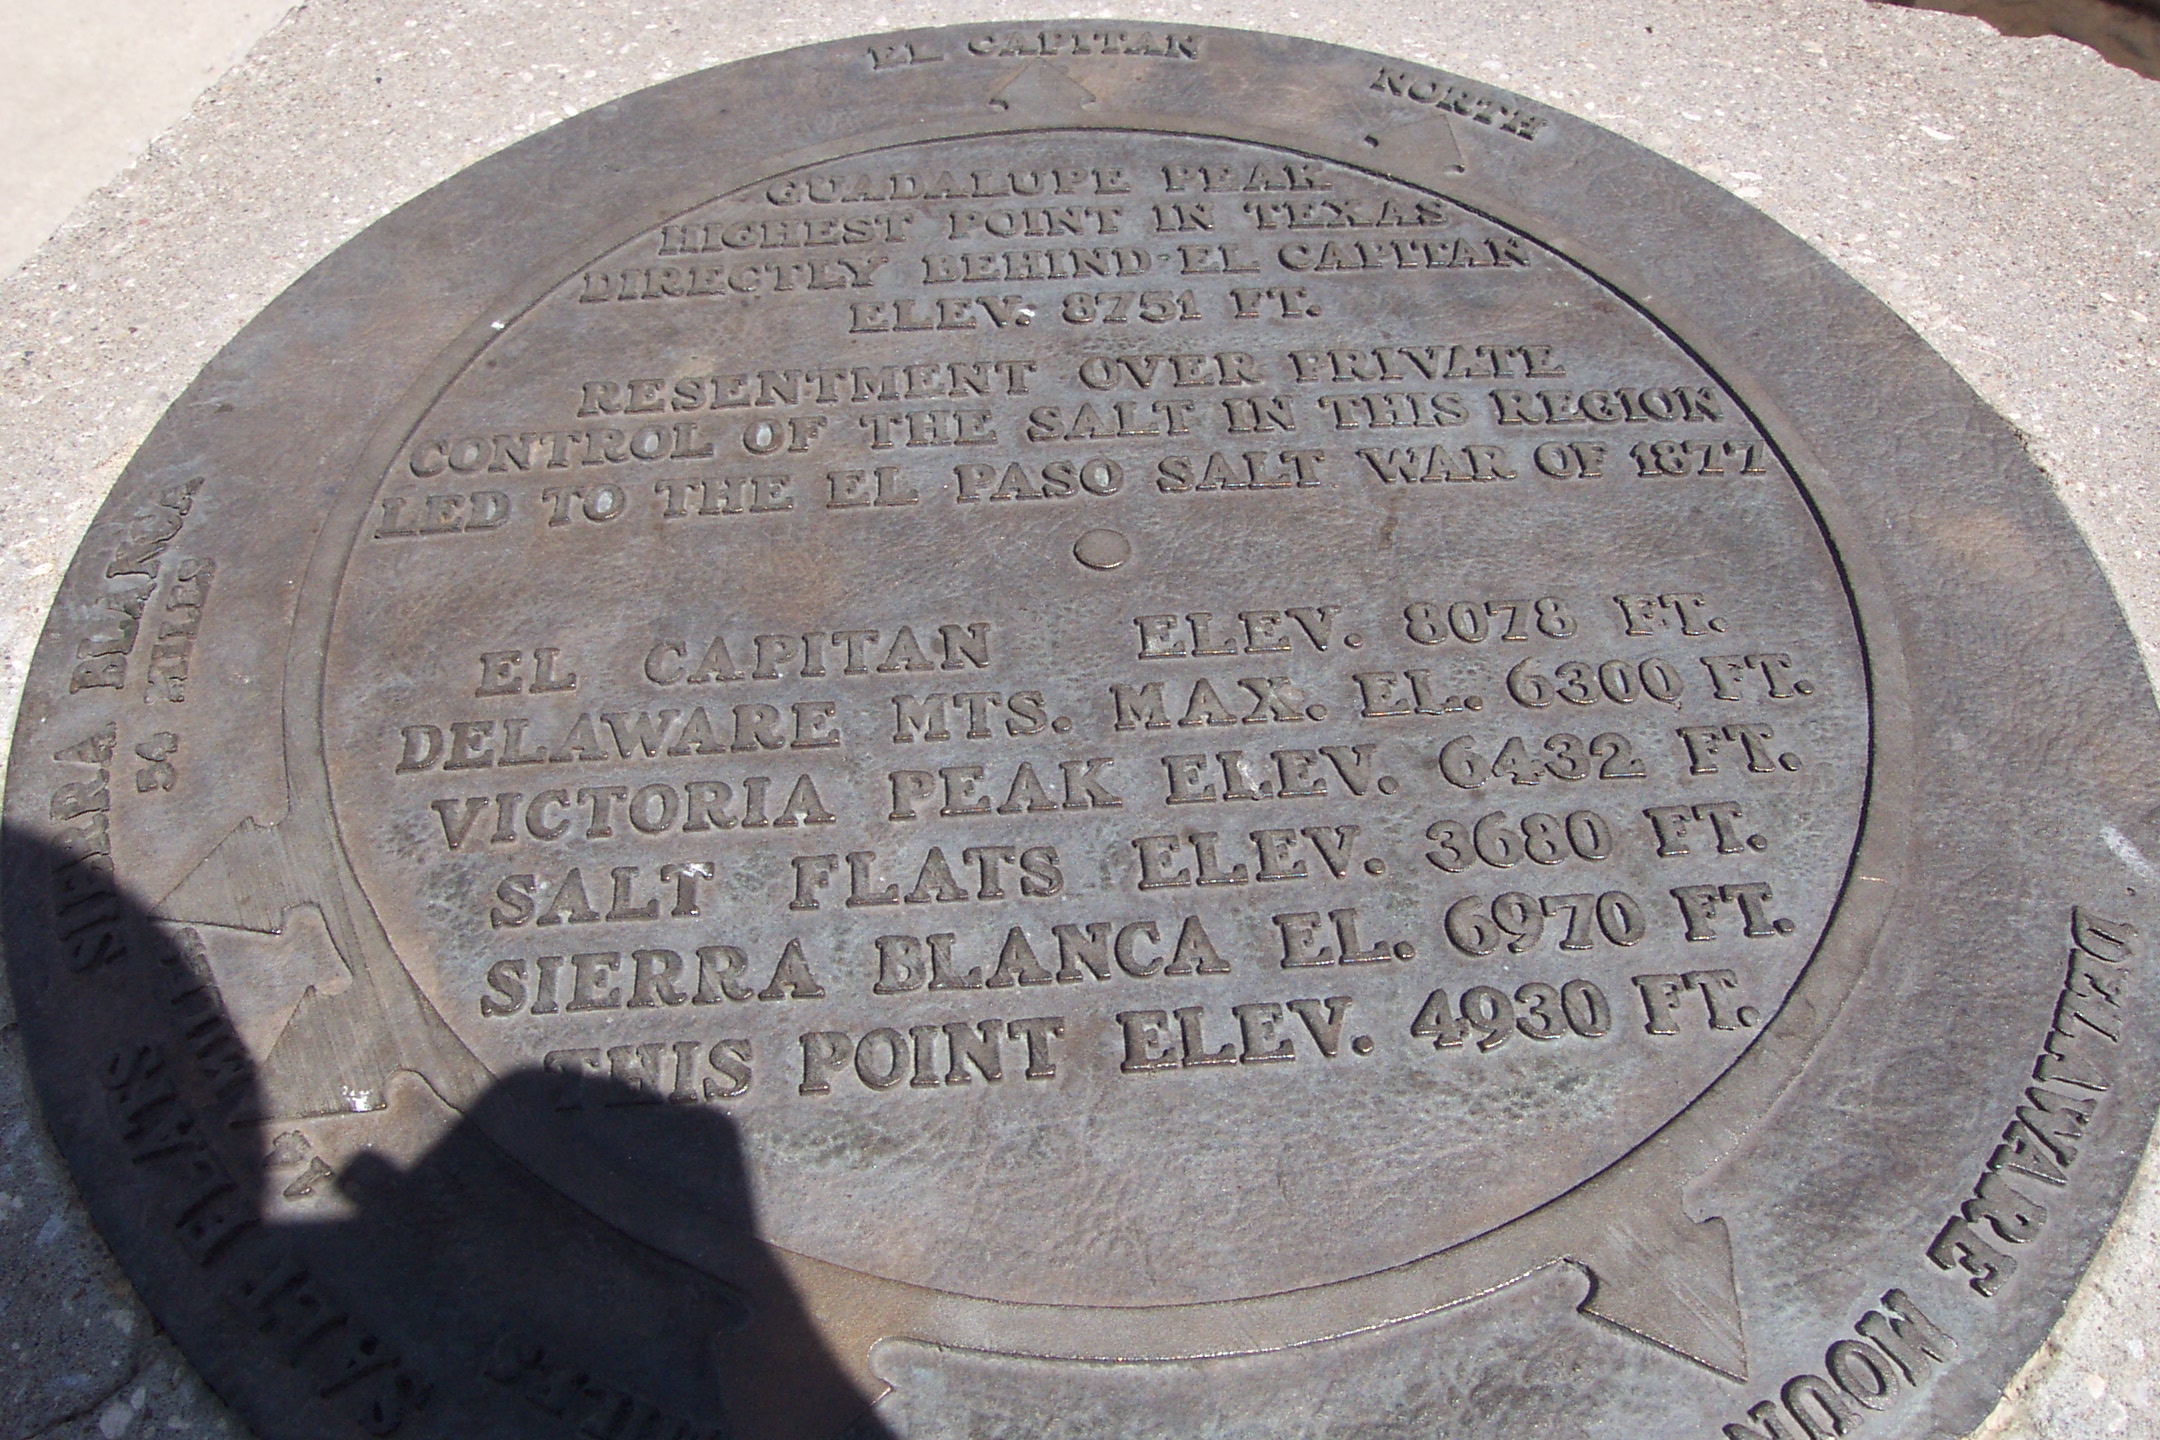 EL CAPITAN
NORTH
GUADALUPE PEAK
HIGHEST POINT IN TEXAS
DIRECTLY BEHIND EL CAPITAN
ELEV. 8751 FT.
RESENTMENT OVER PRIVATE
CONTROL OF THE SALT IN THIS REGION
LED TO THE EL PASO SALT WAR OF 1877
EL CAPITAN ELEV. 8078 FT.
DELAWARE MTS. MAX. EL. 6300 FT.
VICTORIA PEAK ELEV. 6432 FT.
SALT FLATS ELEV. 3680 FT.
SIERRA BLANCA EL. 6970 FT.
THIS POINT ELEV. 4930 FT.
SIERRA BLANCA
54 MILES
SALT FLATS
MILES
DELAWARE MOUN